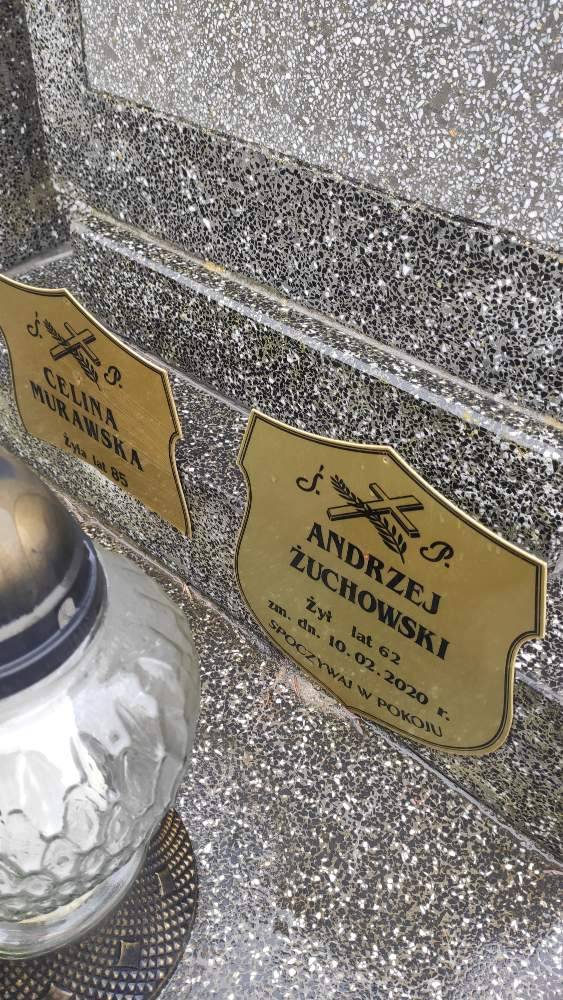 Ś. P.
CELINA
MURAWSKA
żyła lat 85
Ś. P.
ANDRZEJ
ŻUCHOWSKI
żył lat 62
zm. dn. 10.02.2020 r.
SPOCZYWAJ W POKOJU